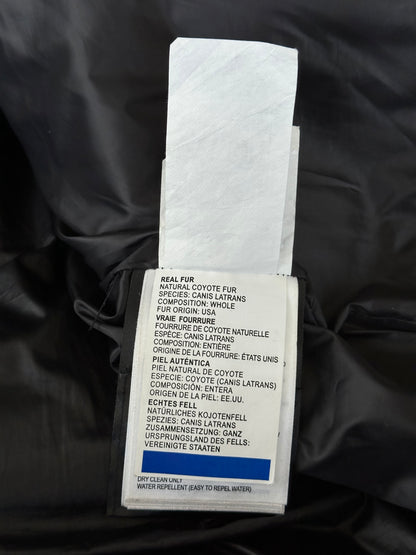 REAL FUR
NATURAL COYOTE FUR
SPECIES: CANIS LATRANS
COMPOSITION: WHOLE
FUR ORIGIN: USA
VRAIE FOURRURE
FOURRURE DE COYOTE NATURELLE
ESPÈCE: CANIS LATRANS
COMPOSITION: ENTIÈRE
ORIGINE DE LA FOURRURE: ÉTATS UNIS
PIEL AUTÉNTICA
PIEL NATURAL DE COYOTE
ESPECIE: COYOTE (CANIS LATRANS)
COMPOSICIÓN: ENTERA
ORIGEN DE LA PIEL: EE.UU.
ECHTES FELL
NATÜRLICHES KOJOTENFELL
SPEZIES: CANIS LATRANS
ZUSAMMENSETZUNG: GANZ
URSPRUNGSLAND DES FELLS:
VEREINIGTE STAATEN
DRY CLEAN ONLY
WATER REPELLENT (EASY TO REPEL WATER)